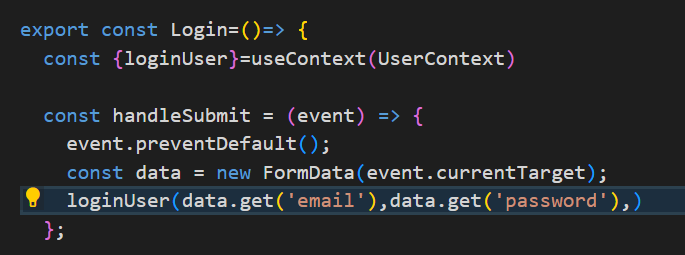 export const Login=()=> {
const {loginUser}=useContext(UserContext)
const handleSubmit = (event) => {
event.preventDefault();
const data = new FormData(event.currentTarget);
loginUser(data.get('email'),data.get('password'),)
};